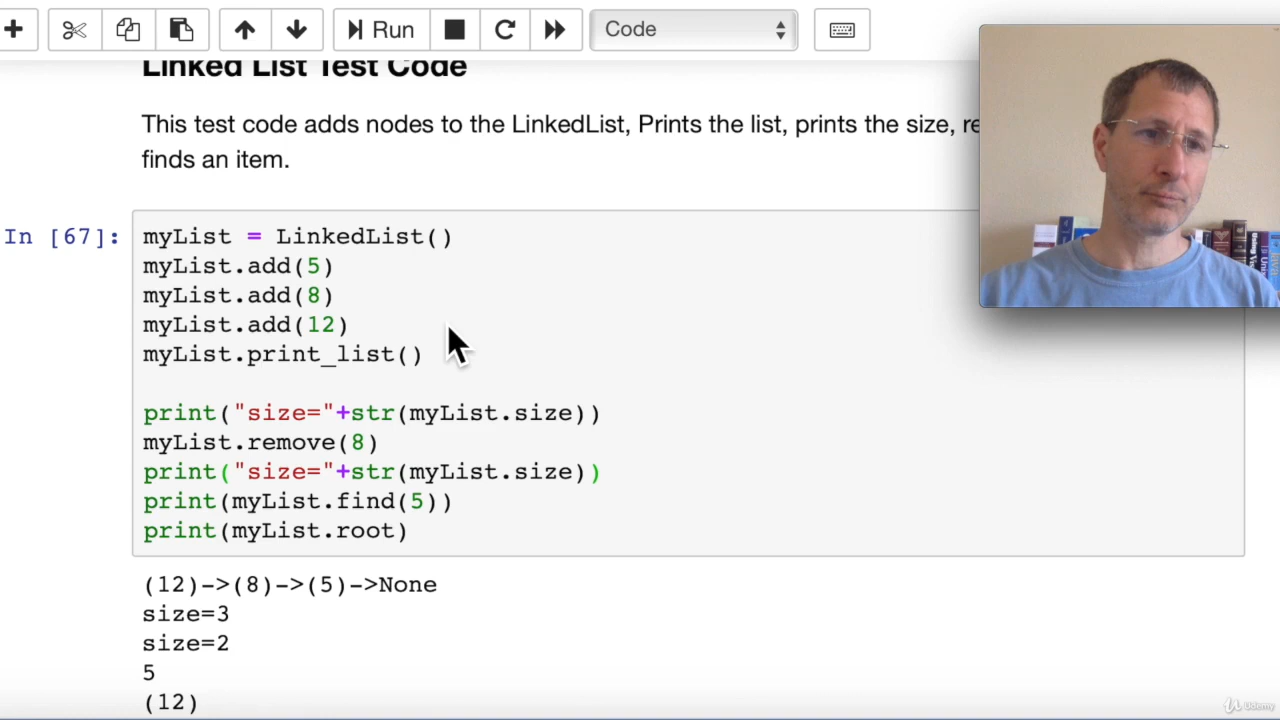 Run
Code
Linked List Test Code
This test code adds nodes to the LinkedList, Prints the list, prints the size,
finds an item.
In [67]:
myList = LinkedList()
myList.add(5)
myList.add(8)
myList.add(12)
myList.print_list()
print("size="+str(myList.size))
myList.remove(8)
print("size="+str(myList.size))
print(myList.find(5))
print(myList.root)
(12)->(8)->(5)->None
size=3
size=2
5
(12)
Udemy